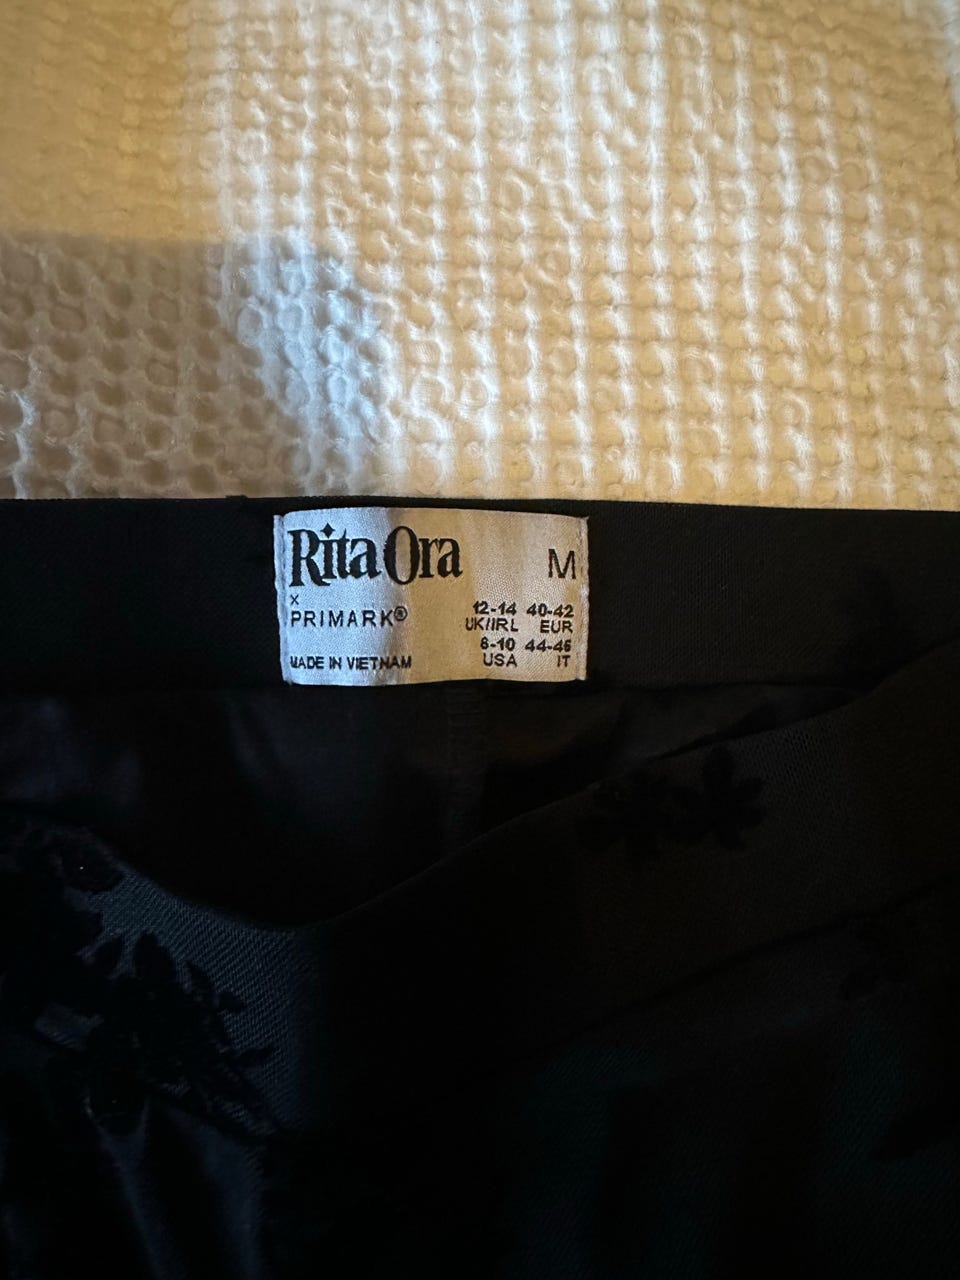 Rita Ora M
x
PRIMARK®
12-14 40-42
UK/IRL EUR
8-10 44-46
USA IT
MADE IN VIETNAM